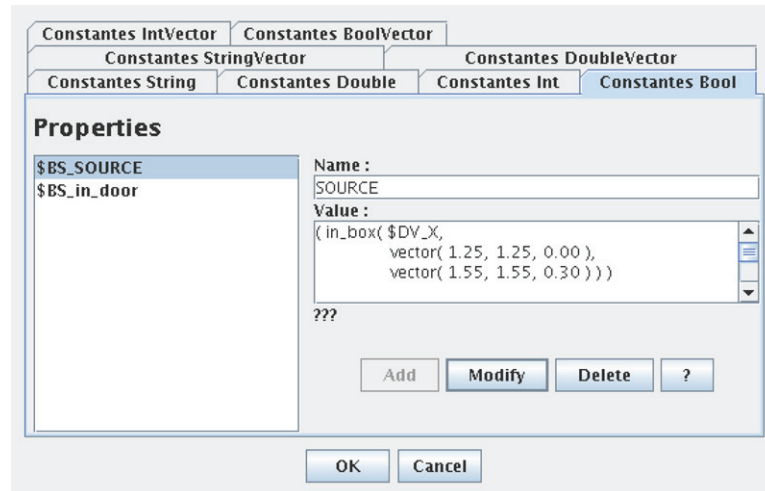 Constantes IntVector Constantes BoolVector
Constantes StringVector Constantes DoubleVector
Constantes String Constantes Double Constantes Int Constantes Bool
Properties
$BS_SOURCE
$BS_in_door
Name :
SOURCE
Value :
( in_box( $DV_X,
vector( 1.25, 1.25, 0.00 ),
vector( 1.55, 1.55, 0.30 ) ) )
???
Add Modify Delete ?
OK Cancel